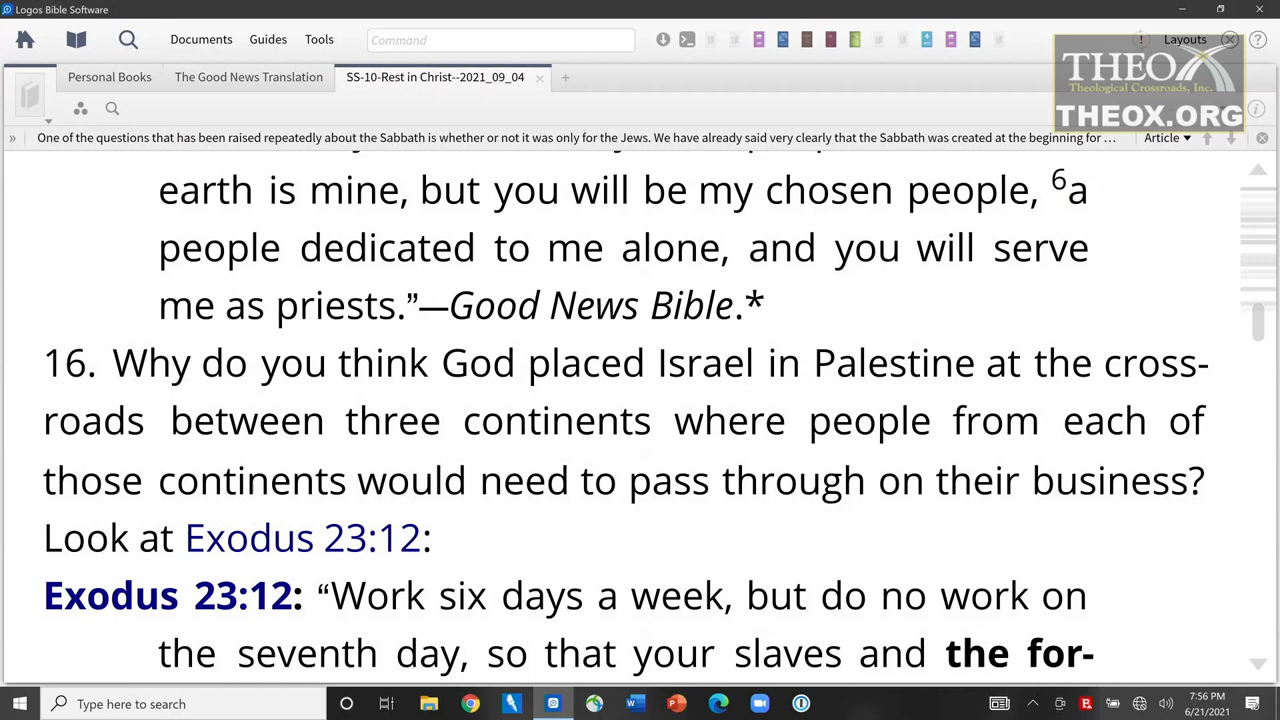 Logos Bible Software
Documents Guides Tools Command Layouts
THEOX
Theological Crossroads, Inc.
THEOX.ORG
Personal Books The Good News Translation SS-10-Rest in Christ--2021_09_04
» One of the questions that has been raised repeatedly about the Sabbath is whether or not it was only for the Jews. We have already said very clearly that the Sabbath was created at the beginning for ... Article
earth is mine, but you will be my chosen people, 6a
people dedicated to me alone, and you will serve
me as priests.”—Good News Bible.*
16. Why do you think God placed Israel in Palestine at the cross-
roads between three continents where people from each of
those continents would need to pass through on their business?
Look at Exodus 23:12:
Exodus 23:12: “Work six days a week, but do no work on
the seventh day, so that your slaves and the for-
Type here to search
7:56 PM
6/21/2021